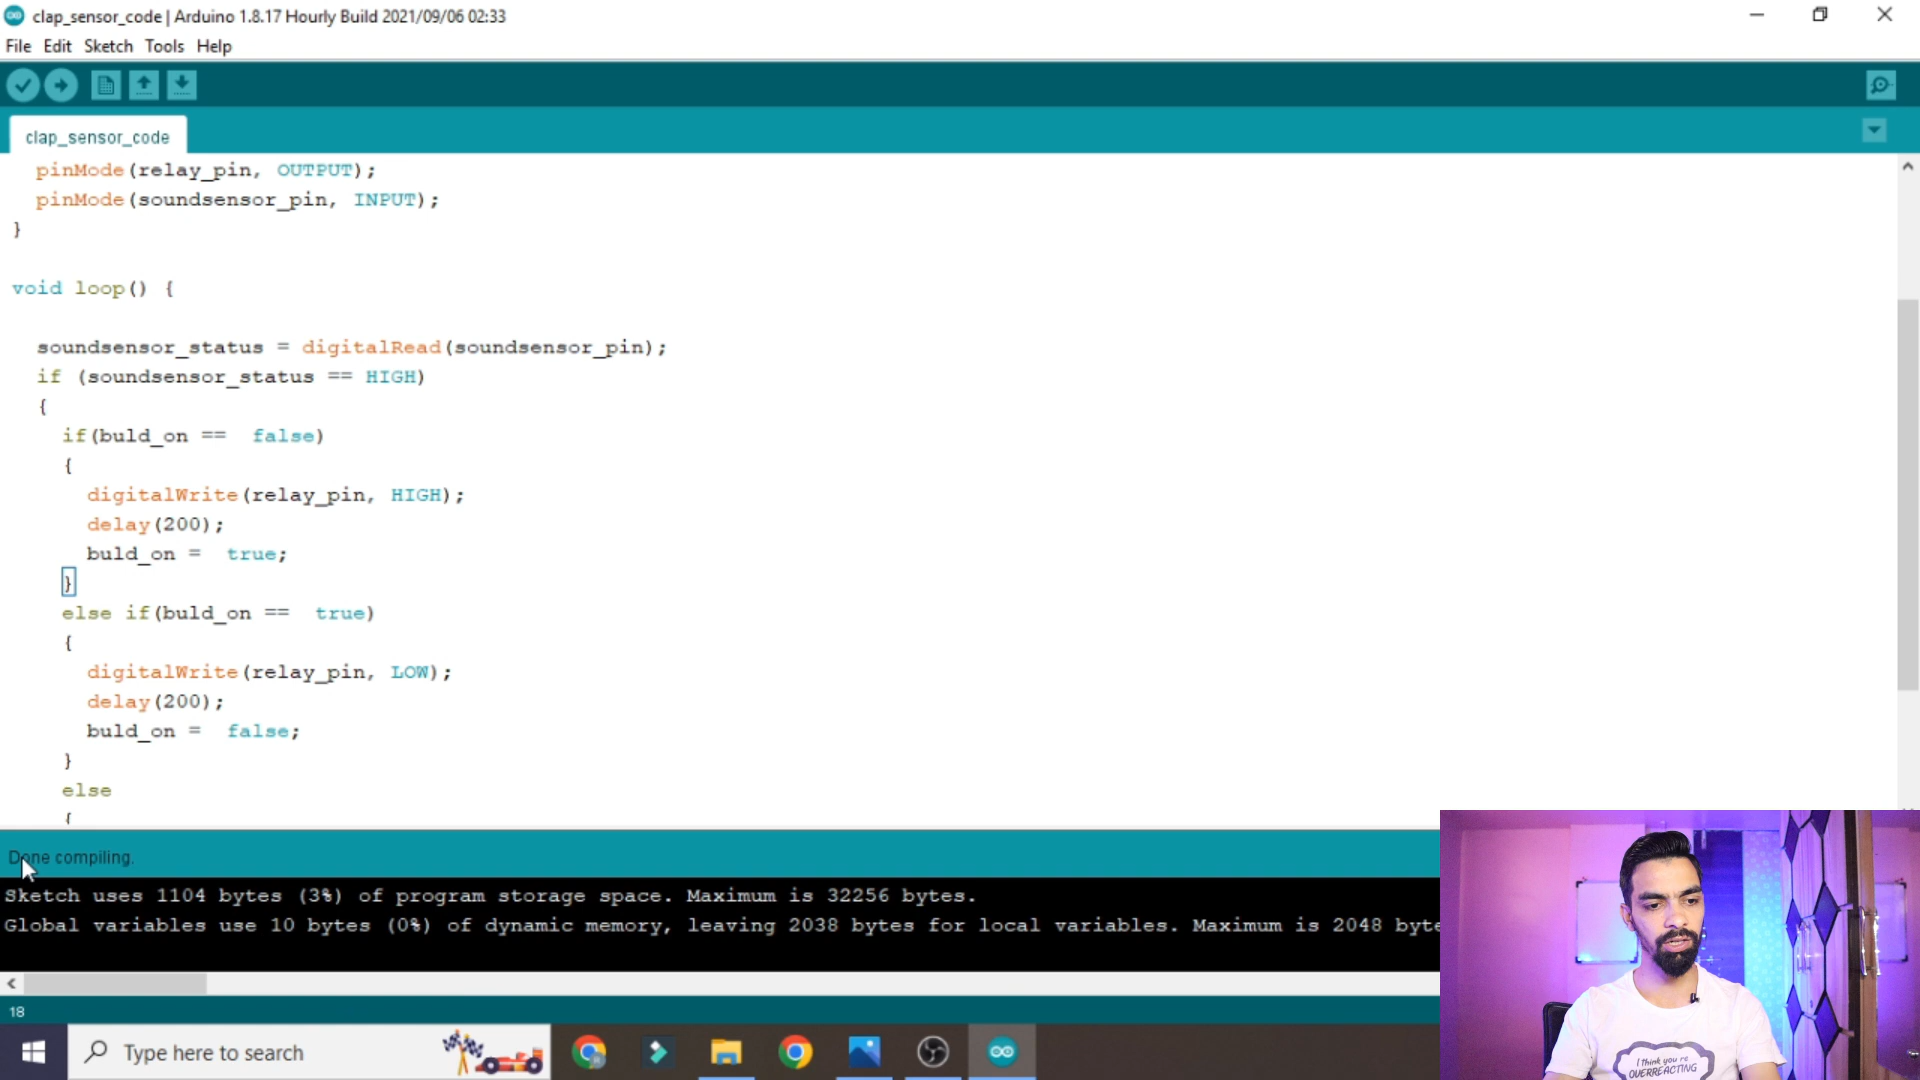 clap_sensor_code | Arduino 1.8.17 Hourly Build 2021/09/06 02:33
File Edit Sketch Tools Help
clap_sensor_code
pinMode(relay_pin, OUTPUT);
pinMode(soundsensor_pin, INPUT);
}
void loop() {
soundsensor_status = digitalRead(soundsensor_pin);
if (soundsensor_status == HIGH)
{
if(buld_on ==  false)
{
digitalWrite(relay_pin, HIGH);
delay(200);
buld_on =  true;
}
else if(buld_on ==  true)
{
digitalWrite(relay_pin, LOW);
delay(200);
buld_on =  false;
}
else
{
Done compiling.
Sketch uses 1104 bytes (3%) of program storage space. Maximum is 32256 bytes.
Global variables use 10 bytes (0%) of dynamic memory, leaving 2038 bytes for local variables. Maximum is 2048 byte
18
Type here to search
I think you're
OVERREACTING